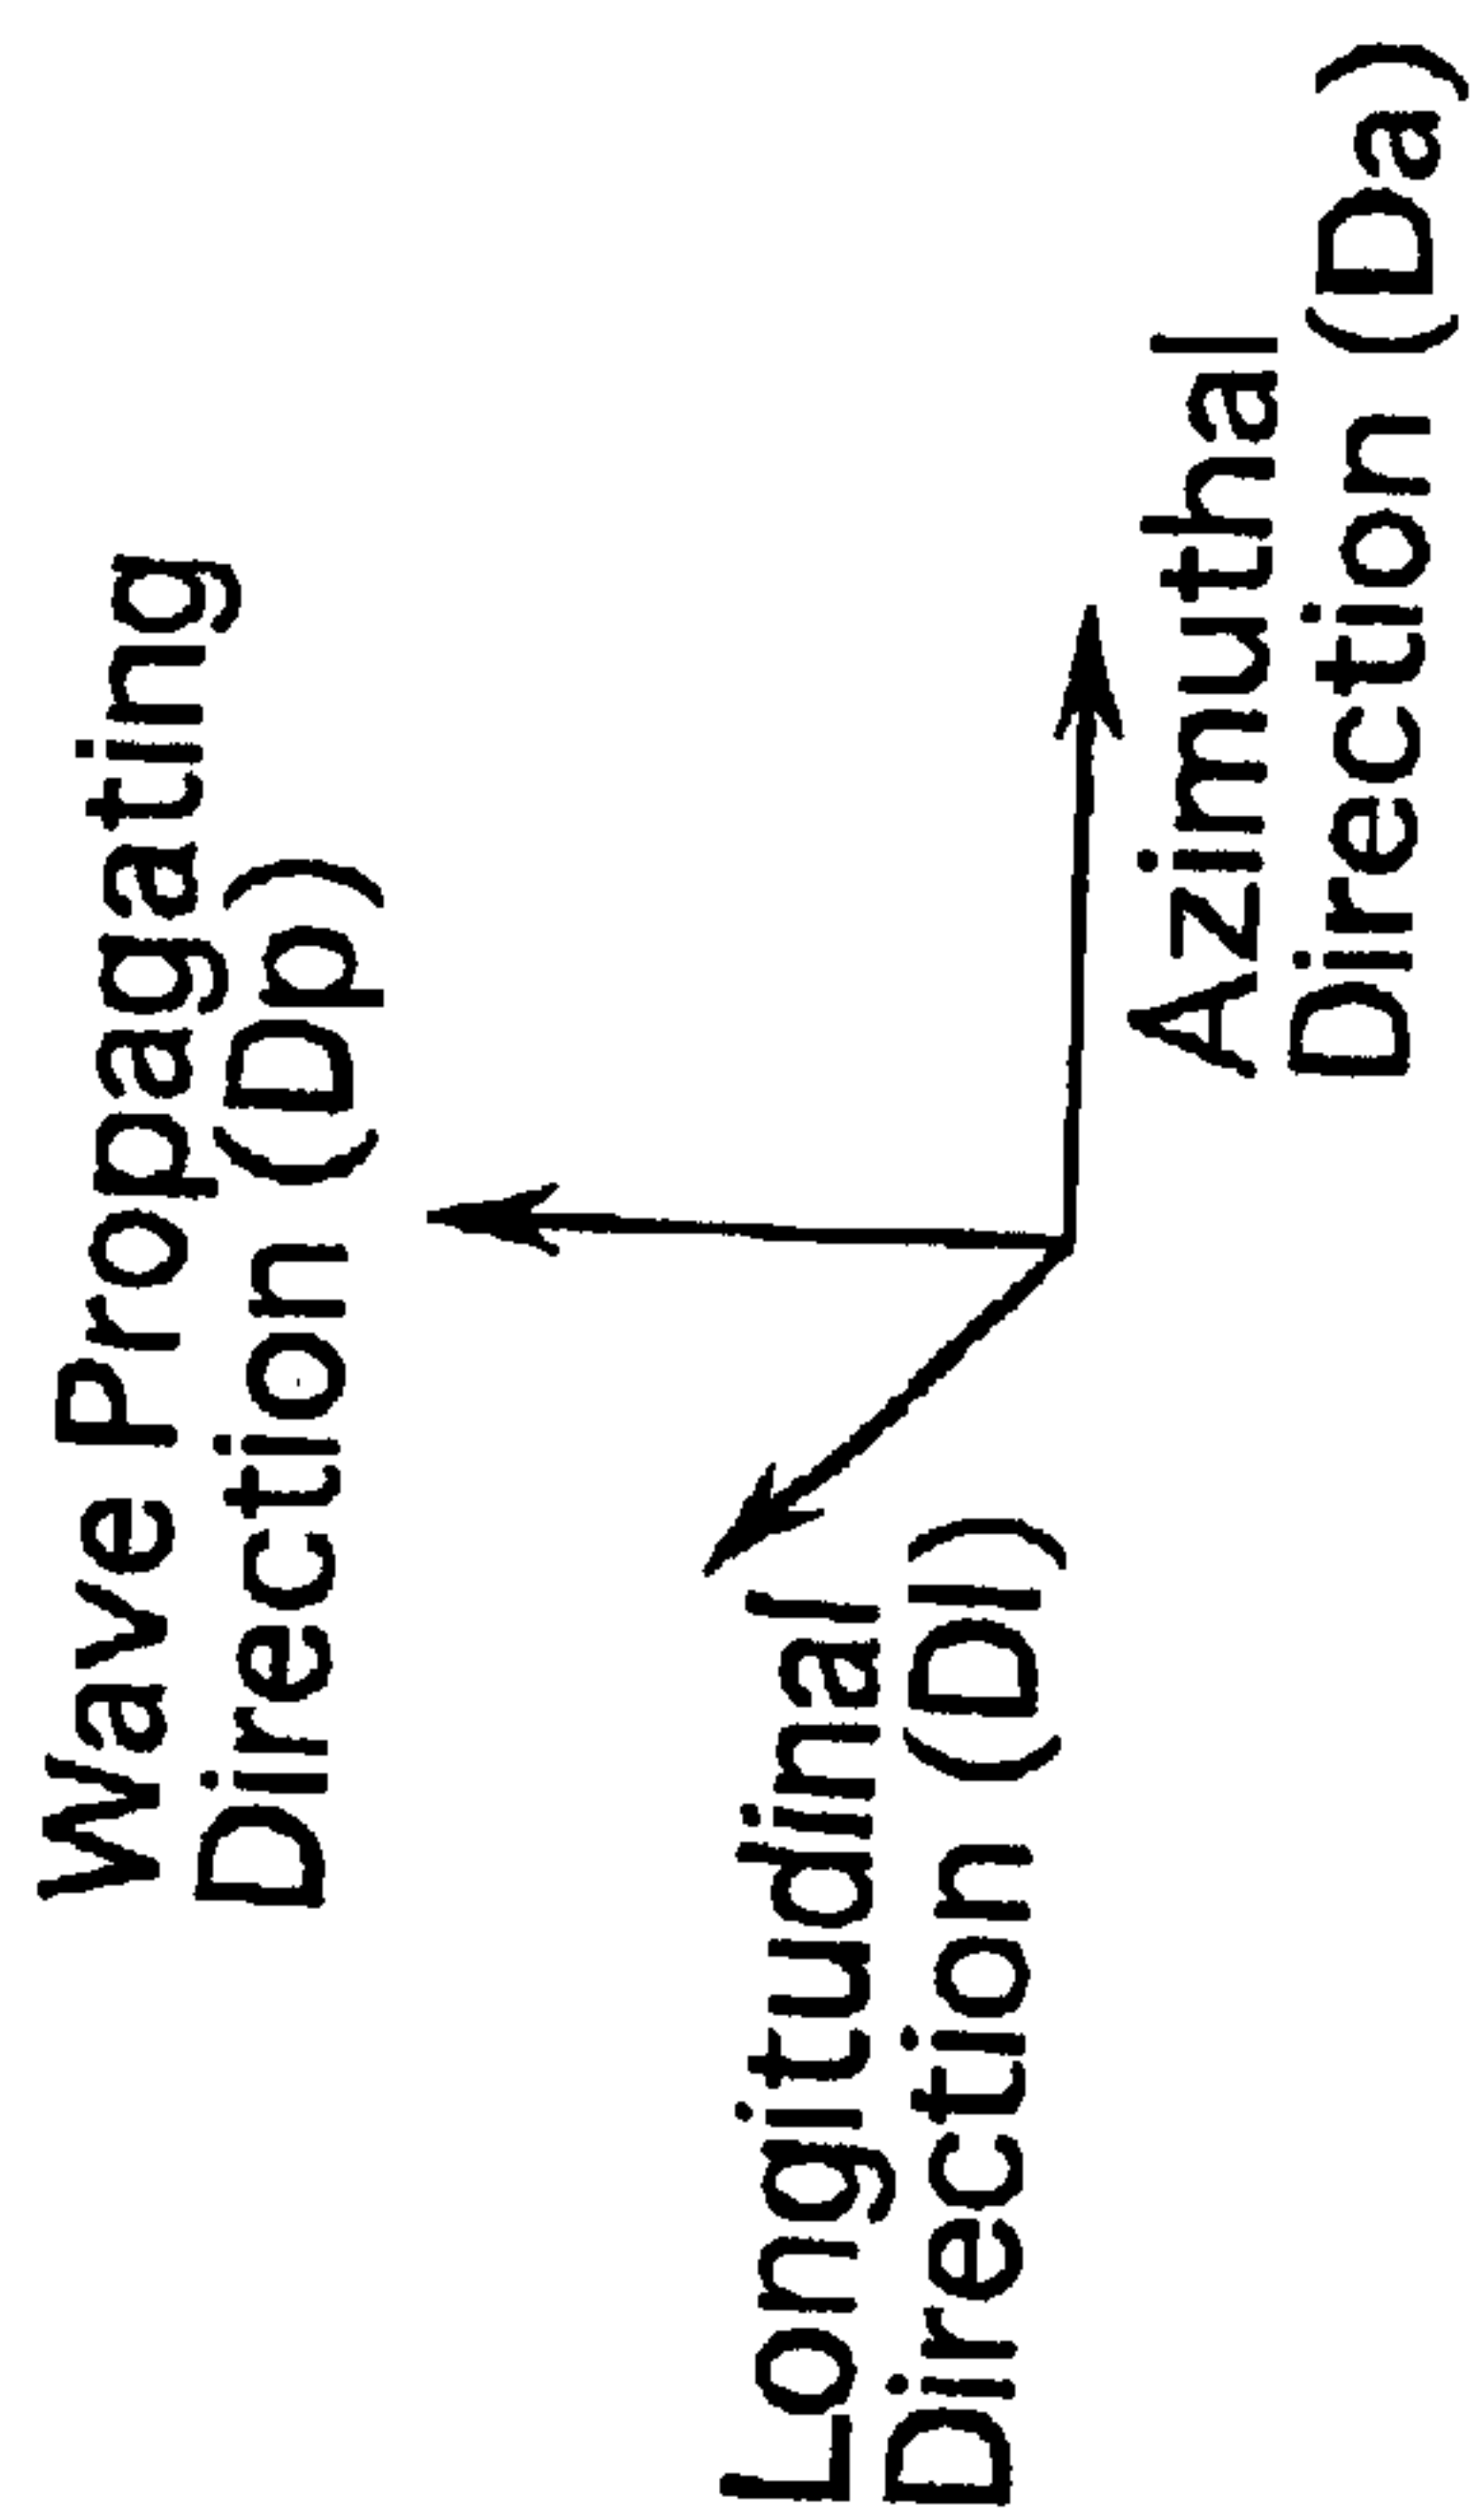 Wave Propagating
Direction (Dp)
Longitudinal
Direction (Dl)
Azimuthal
Direction (Da)